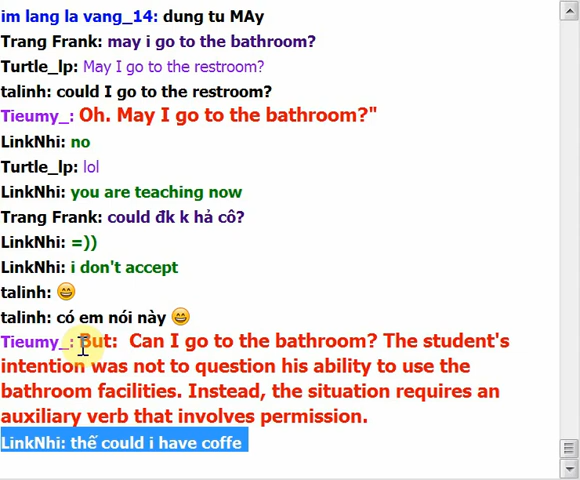 im lang la vang_14: dung tu MAy
Trang Frank: may i go to the bathroom?
Turtle_lp: May I go to the restroom?
talinh: could I go to the restroom?
Tieumy_: Oh. May I go to the bathroom?"
LinkNhi: no
Turtle_lp: lol
LinkNhi: you are teaching now
Trang Frank: could đk k hả cô?
LinkNhi: =))
LinkNhi: i don't accept
talinh: 😄
talinh: có em nói này 😄
Tieumy_: But: Can I go to the bathroom? The student's
intention was not to question his ability to use the
bathroom facilities. Instead, the situation requires an
auxiliary verb that involves permission.
LinkNhi: thế could i have coffe